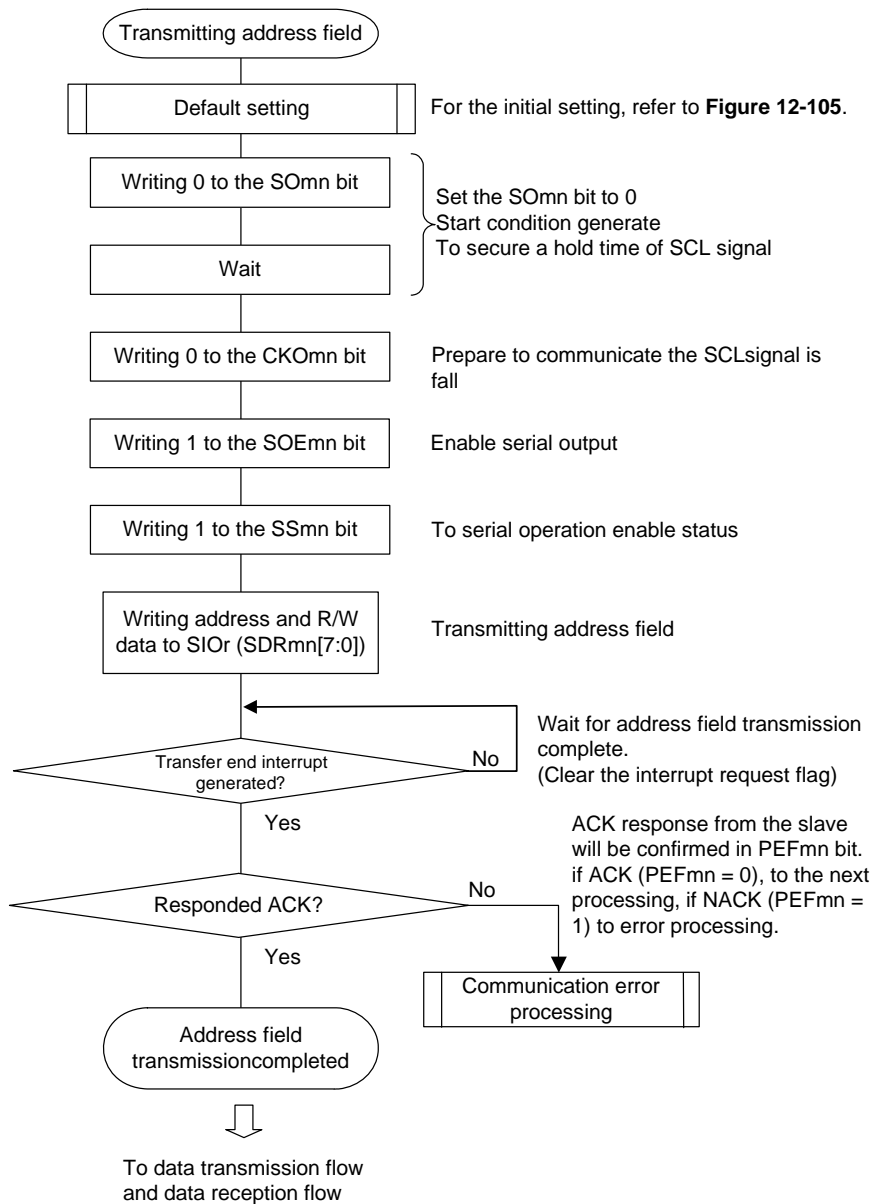 Transmitting address field
Default setting
For the initial setting, refer to Figure 12-105.
Writing 0 to the SOmn bit
Set the SOmn bit to 0
Start condition generate
To secure a hold time of SCL signal
Wait
Writing 0 to the CKOmn bit
Prepare to communicate the SCLsignal is
fall
Writing 1 to the SOEmn bit
Enable serial output
Writing 1 to the SSmn bit
To serial operation enable status
Writing address and R/W
data to SIOr (SDRmn[7:0])
Transmitting address field
Transfer end interrupt
generated?
No
Wait for address field transmission
complete.
(Clear the interrupt request flag)
Yes
ACK response from the slave
will be confirmed in PEFmn bit.
if ACK (PEFmn = 0), to the next
processing, if NACK (PEFmn =
1) to error processing.
Responded ACK?
No
Yes
Communication error
processing
Address field
transmissioncompleted
To data transmission flow
and data reception flow